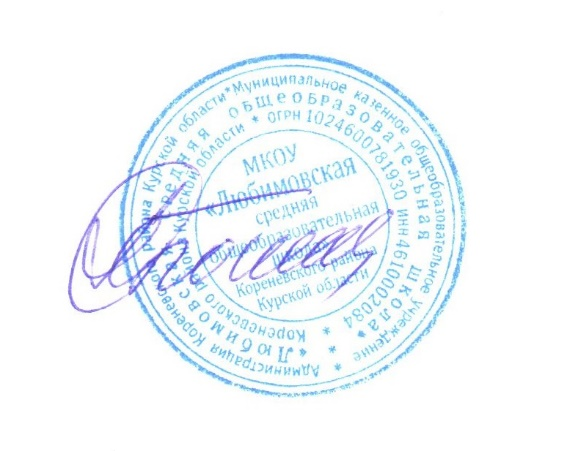 Администрация Кореневского района Курской области * Муниципальное казенное общеобразовательное учреждение *
«Любимовская средняя общеобразовательная школа» *
Кореневского района Курской области * ОГРН 1024600781930 ИНН 4610002084 *
МКОУ
«Любимовская
средняя
общеобразовательная
школа»
Кореневского района
Курской области